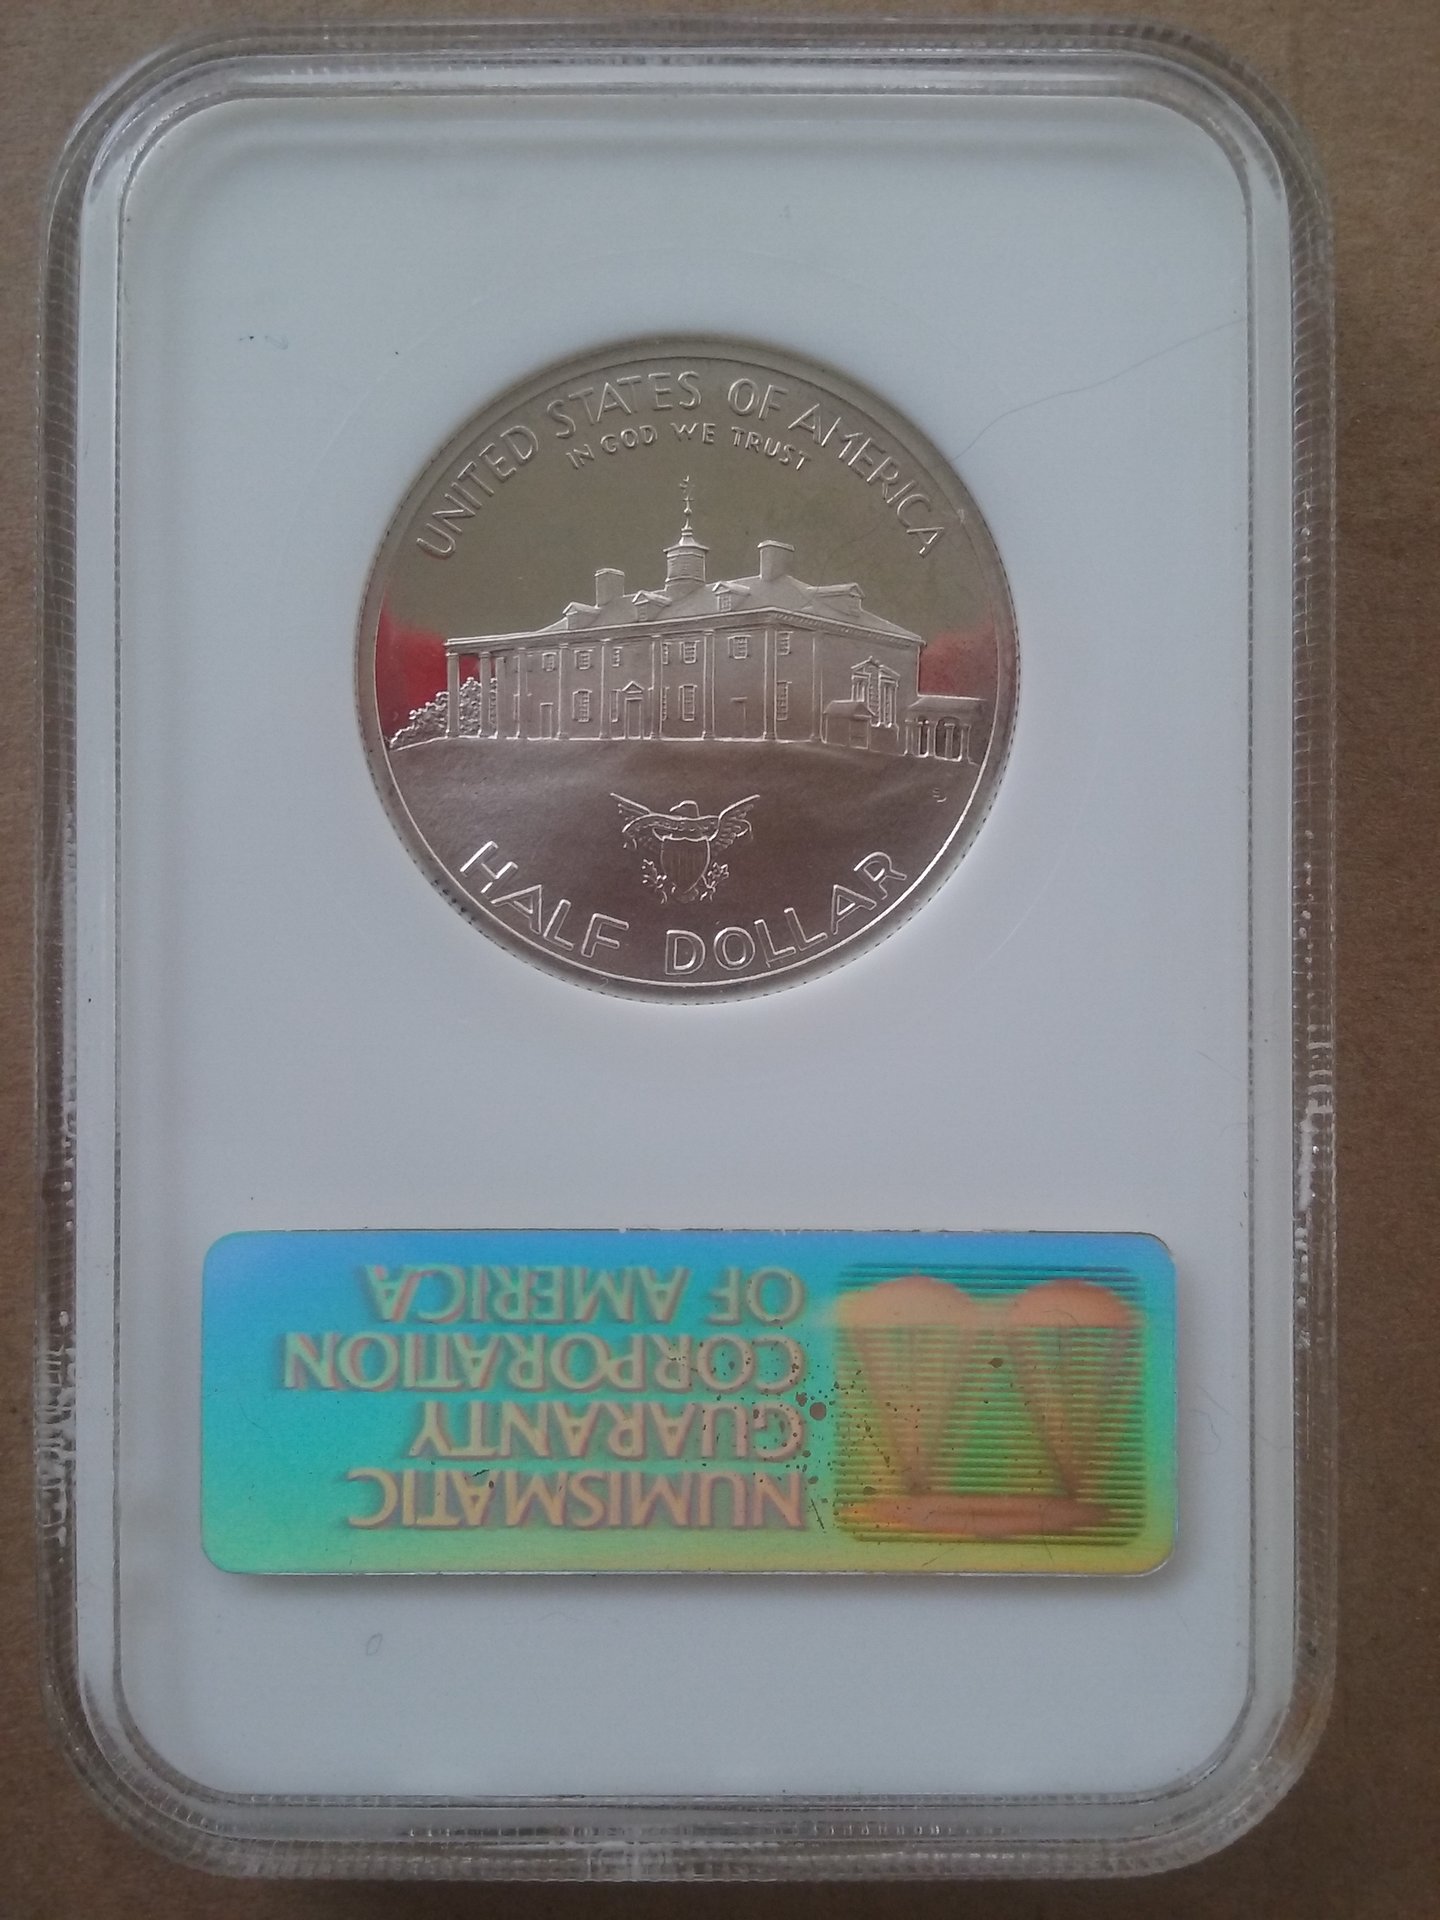 UNITED STATES OF AMERICA
IN GOD WE TRUST
HALF DOLLAR
NUMISMATIC
GUARANTY
CORPORATION
OF AMERICA